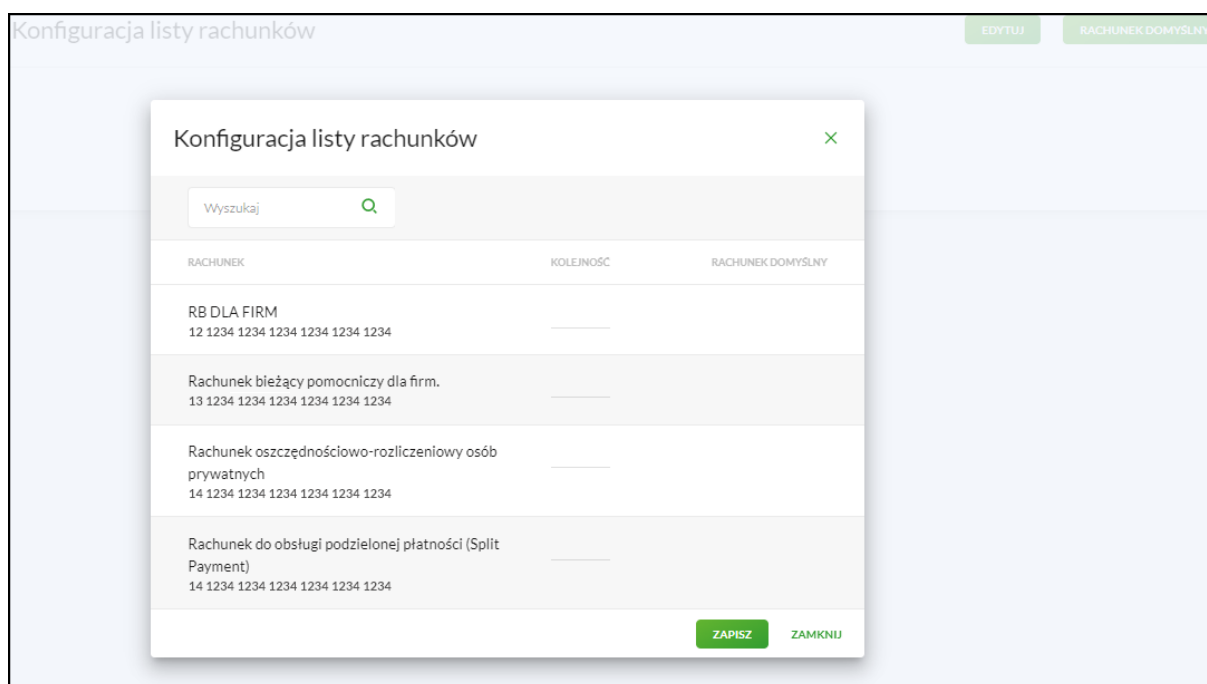 Konfiguracja listy rachunków
EDYTUJ
RACHUNEK DOMYŚLNY
Konfiguracja listy rachunków
Wyszukaj
RACHUNEK
KOLEJNOŚĆ
RACHUNEK DOMYŚLNY
RB DLA FIRM
12 1234 1234 1234 1234 1234 1234
Rachunek bieżący pomocniczy dla firm.
13 1234 1234 1234 1234 1234 1234
Rachunek oszczędnościowo-rozliczeniowy osób
prywatnych
14 1234 1234 1234 1234 1234 1234
Rachunek do obsługi podzielonej płatności (Split
Payment)
14 1234 1234 1234 1234 1234 1234
ZAPISZ
ZAMKNIJ